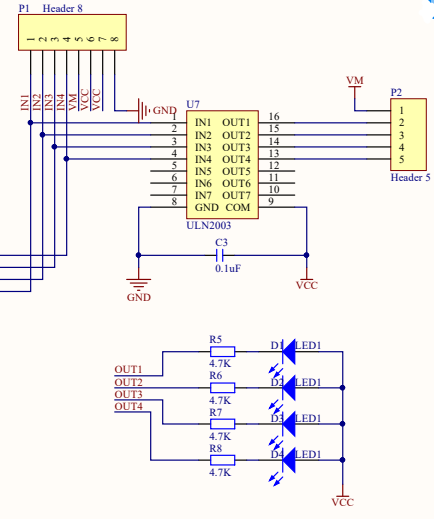 P1 Header 8
1 2 3 4 5 6 7 8
IN1 IN2 IN3 IN4 VM VCC VCC
GND
U7
VM
P2
1 IN1 OUT1 16
2 IN2 OUT2 15
3 IN3 OUT3 14
4 IN4 OUT4 13
5 IN5 OUT5 12
6 IN6 OUT6 11
7 IN7 OUT7 10
8 GND COM 9
ULN2003
1
2
3
4
5
Header 5
C3
0.1uF
GND
VCC
R5 D1 LED1
4.7K
OUT1
R6 D2 LED1
4.7K
OUT2
OUT3
R7 D3 LED1
4.7K
OUT4
R8 D4 LED1
4.7K
VCC